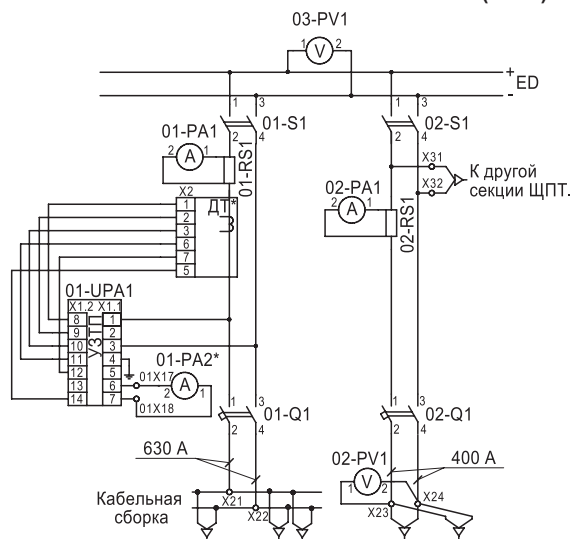 03-PV1
1 V 2
+
ED
-
1 3
01-S1
2 4
1 3
02-S1
2 4
01-PA1
2 A 1
01-RS1
X31
X32
К другой
секции ЩПТ.
02-PA1
2 A 1
02-RS1
X2
1
2
3
6
7
5
ДТ*
01-UPA1
X1.2 X1.1
УЗТП
8 1
9 2
10 3
11 4
12 5
13 6
14 7
01-PA2*
01X17
2 A 1
01X18
1 3
01-Q1
2 4
1 3
02-Q1
2 4
630 А
400 А
02-PV1
1 V 2
X24
X23
Кабельная
сборка
X21
X22